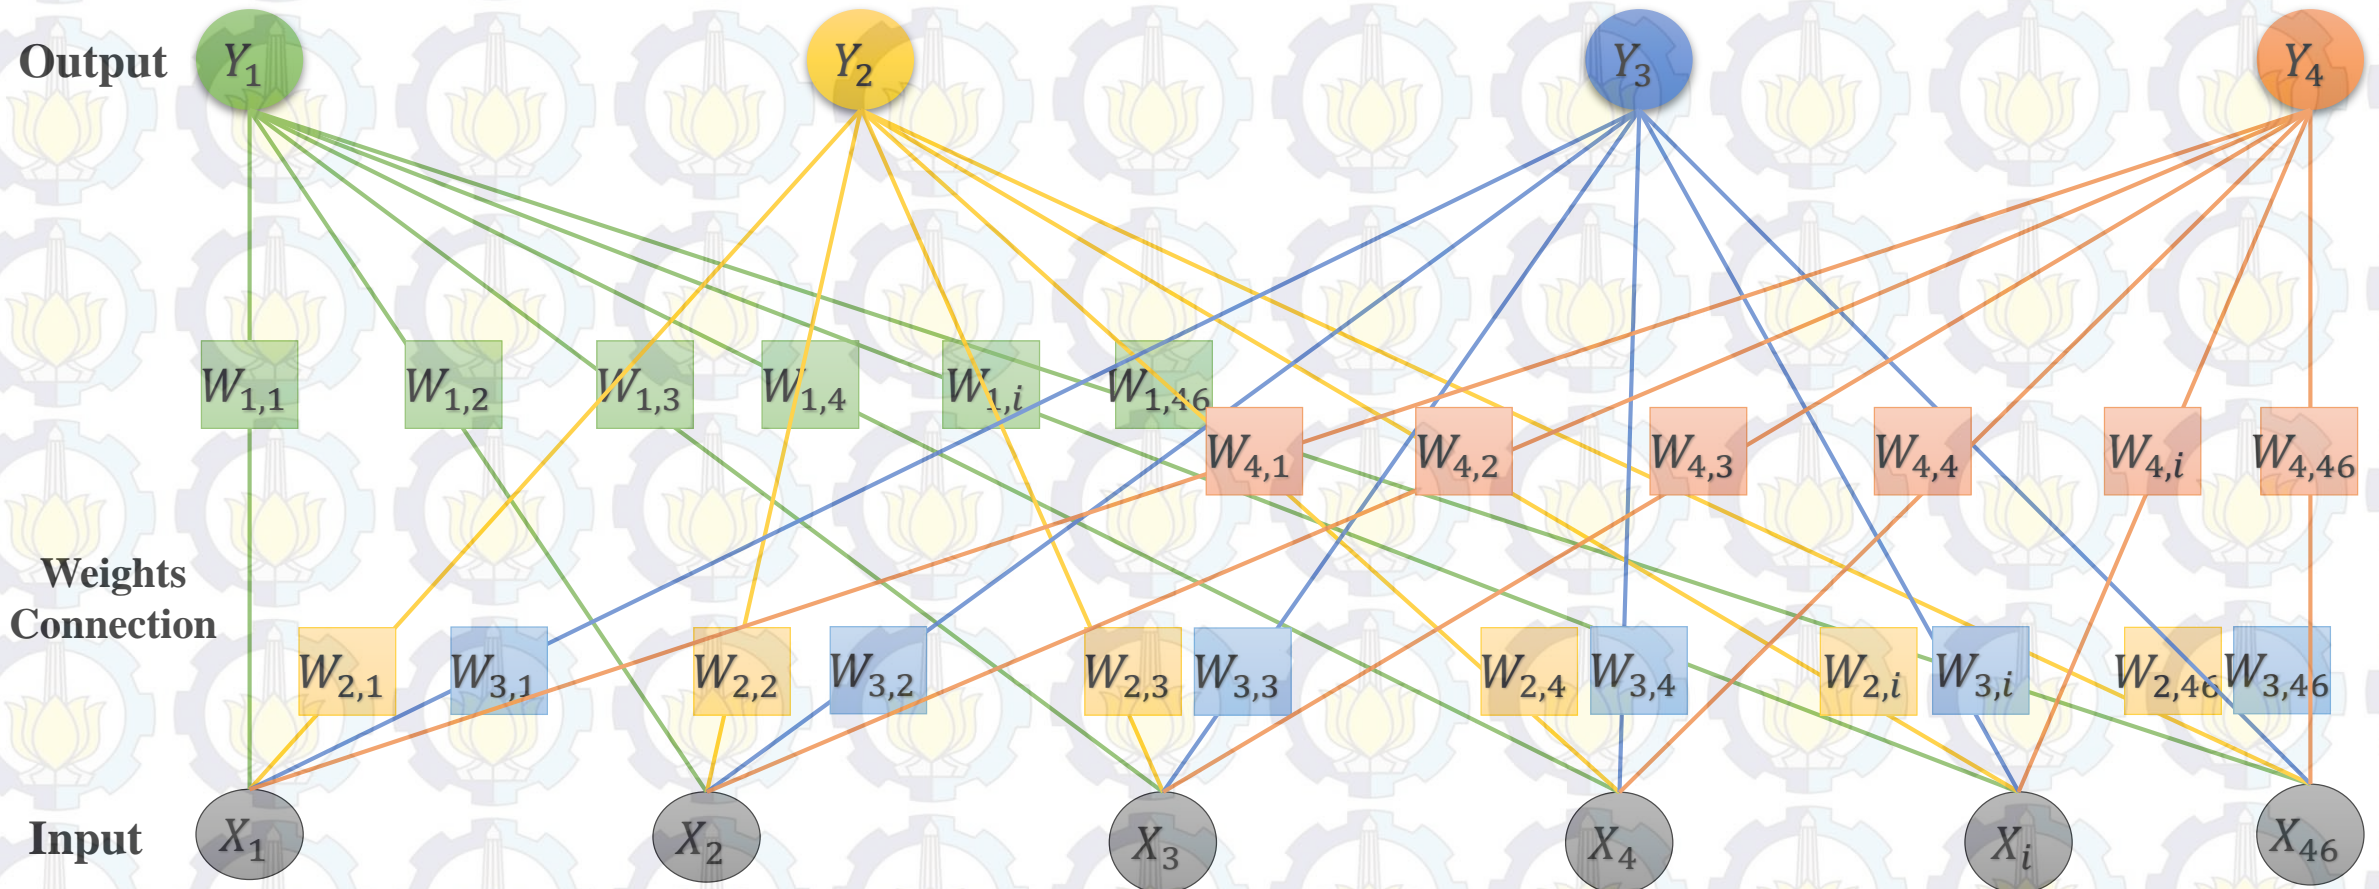 Output
Y₁ Y₂ Y₃ Y₄
W₁,₁ W₁,₂ W₁,₃ W₁,₄ W₁,ᵢ W₁,₄₆
W₄,₁ W₄,₂ W₄,₃ W₄,₄ W₄,ᵢ W₄,₄₆
Weights
Connection
W₂,₁ W₃,₁ W₂,₂ W₃,₂ W₂,₃ W₃,₃ W₂,₄ W₃,₄ W₂,ᵢ W₃,ᵢ W₂,₄₆ W₃,₄₆
Input
X₁ X₂ X₃ X₄ Xᵢ X₄₆